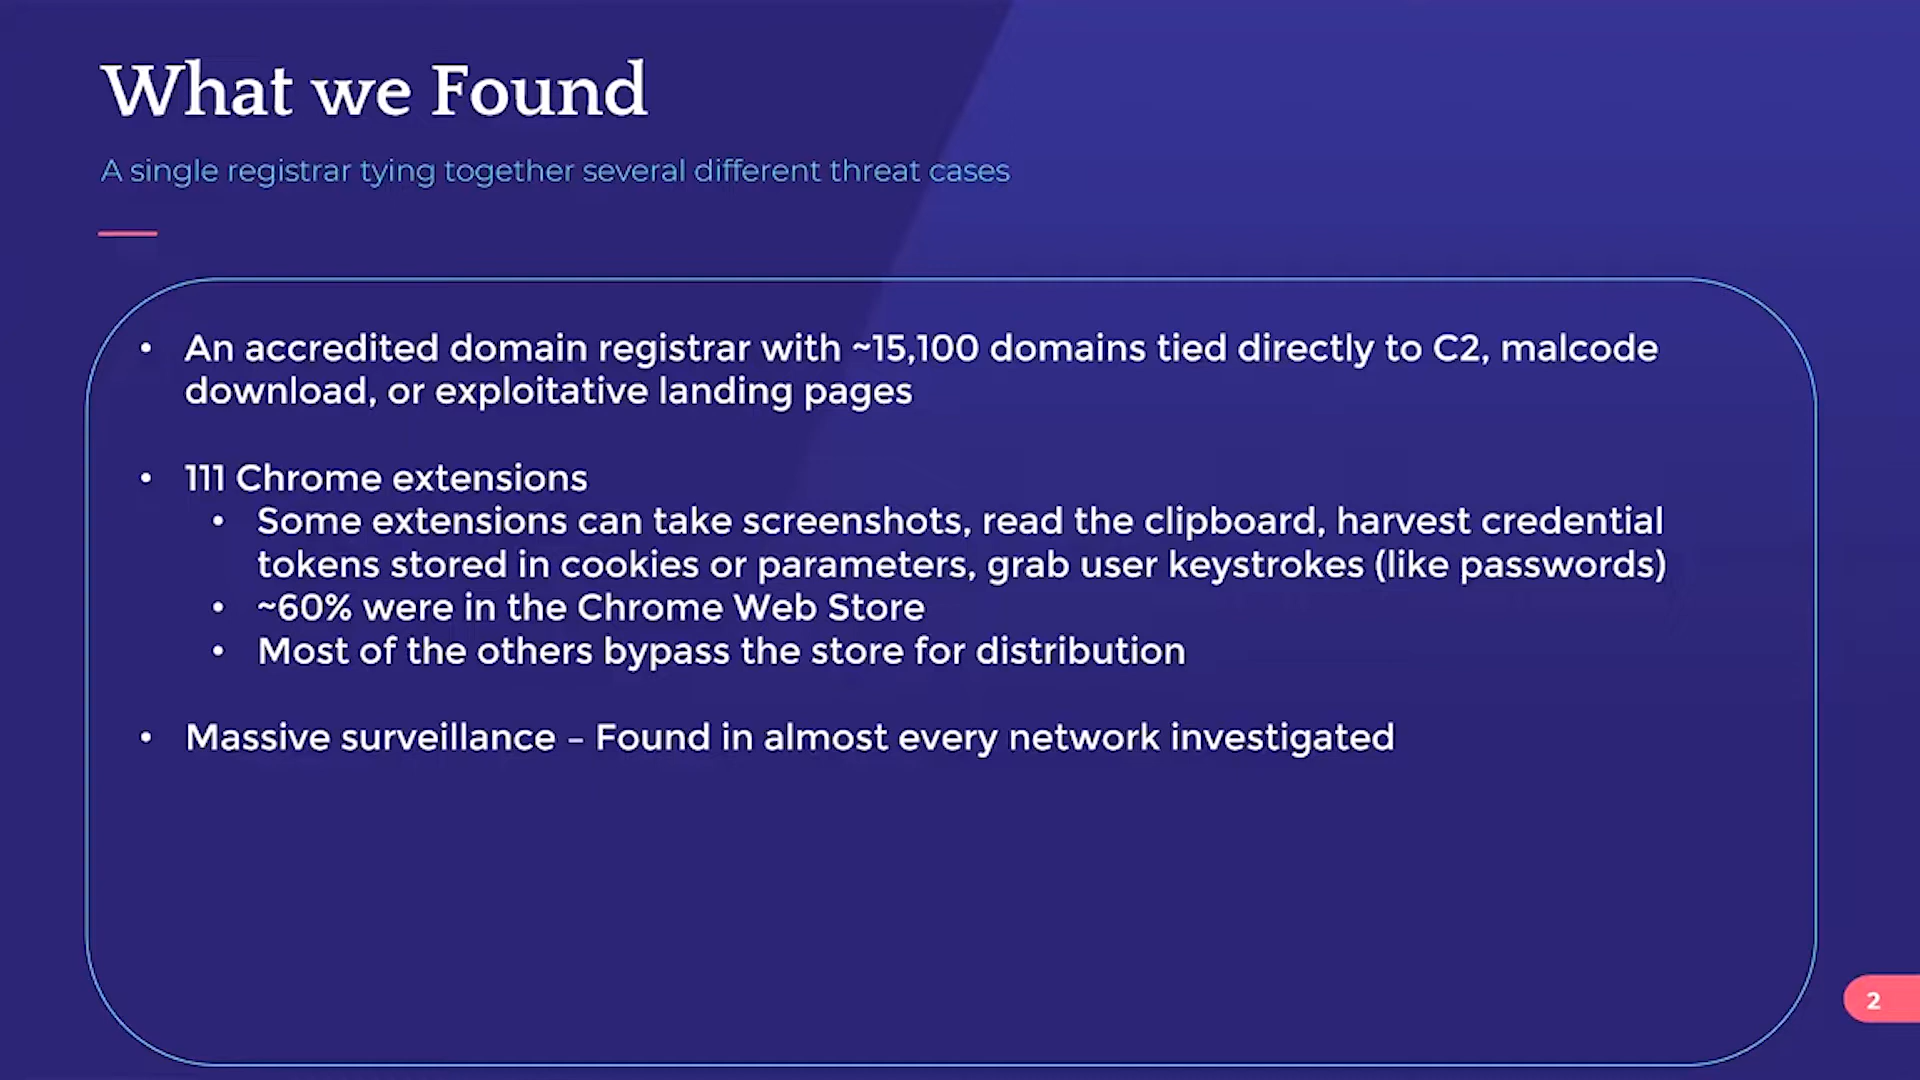 What we Found
A single registrar tying together several different threat cases
• An accredited domain registrar with ~15,100 domains tied directly to C2, malcode
download, or exploitative landing pages
• 111 Chrome extensions
• Some extensions can take screenshots, read the clipboard, harvest credential
tokens stored in cookies or parameters, grab user keystrokes (like passwords)
• ~60% were in the Chrome Web Store
• Most of the others bypass the store for distribution
• Massive surveillance – Found in almost every network investigated
2